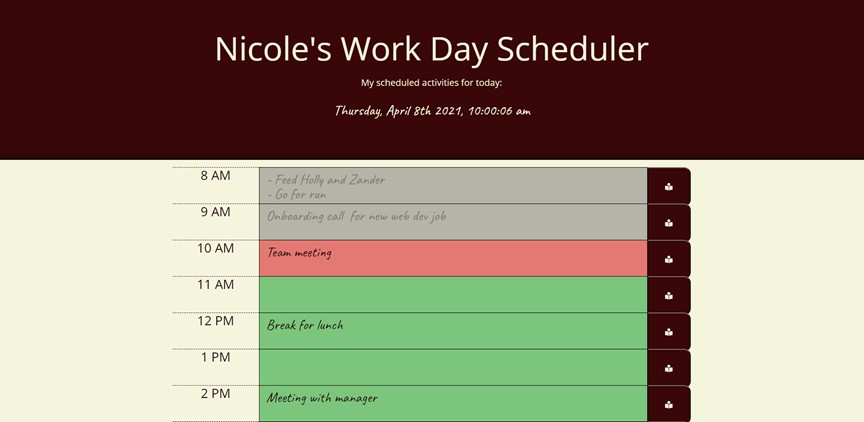 Nicole's Work Day Scheduler
My scheduled activities for today:
Thursday, April 8th 2021, 10:00:06 am
8 AM
- Feed Holly and Zander
- Go for run
9 AM
Onboarding call for new web dev job
10 AM
Team meeting
11 AM
12 PM
Break for lunch
1 PM
2 PM
Meeting with manager